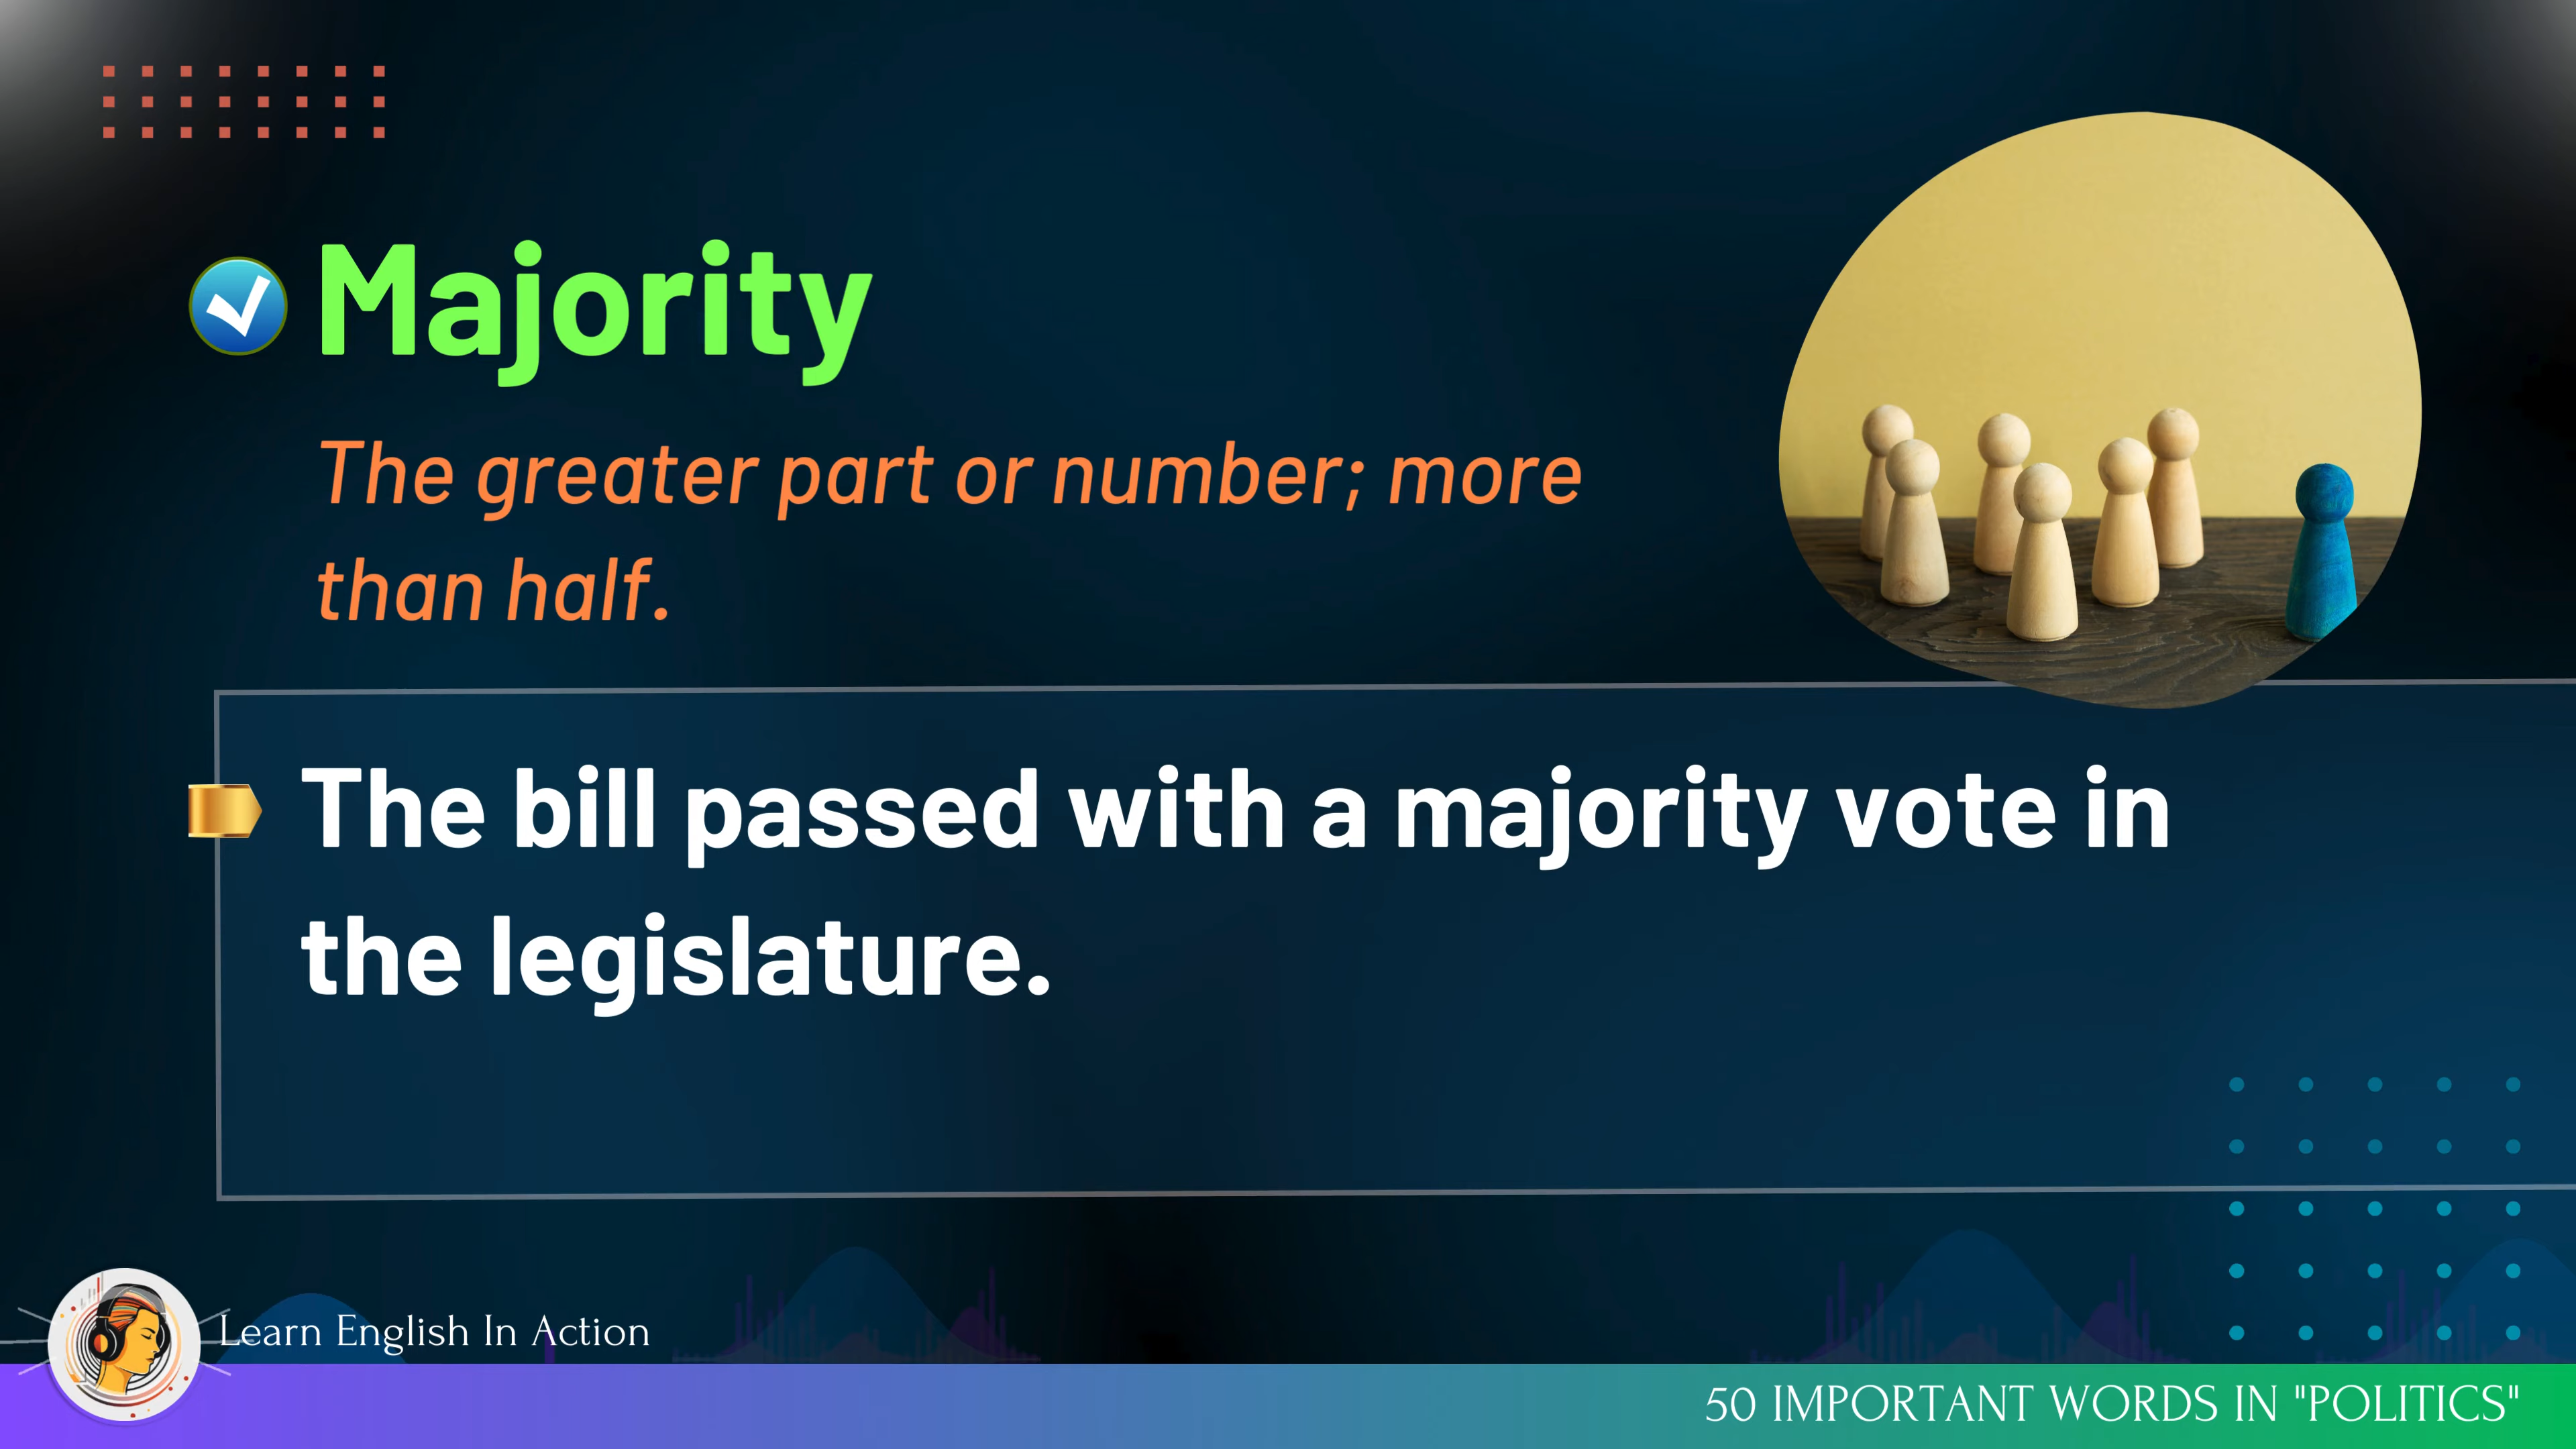 Majority
The greater part or number; more
than half.
The bill passed with a majority vote in
the legislature.
Learn English In Action
50 IMPORTANT WORDS IN "POLITICS"